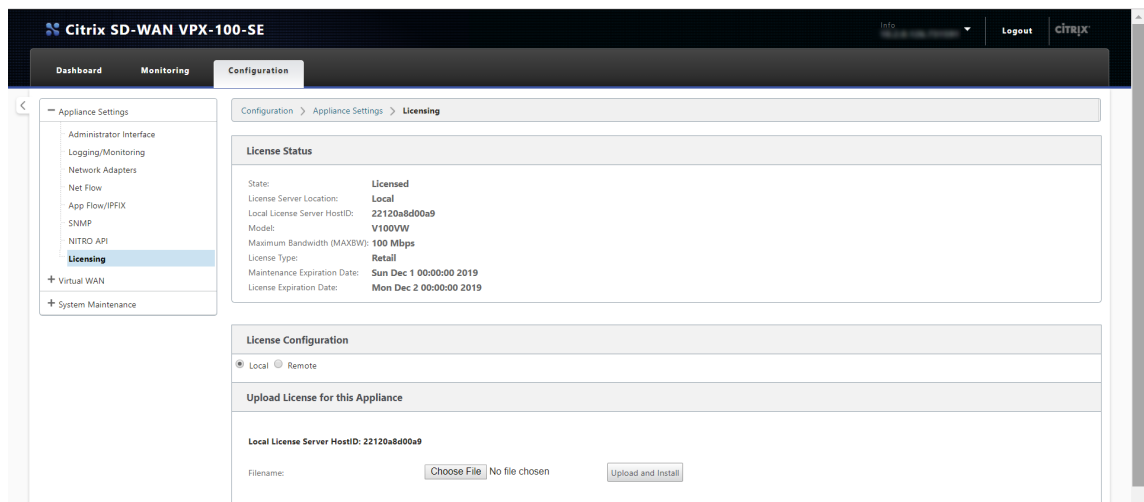 Citrix SD-WAN VPX-100-SE
Info
Logout
CİTRIX
Dashboard Monitoring Configuration
Appliance Settings
Administrator Interface
Logging/Monitoring
Network Adapters
Net Flow
App Flow/IPFIX
SNMP
NITRO API
Licensing
Virtual WAN
System Maintenance
Configuration > Appliance Settings > Licensing
License Status
State: Licensed
License Server Location: Local
Local License Server HostID: 22120a8d00a9
Model: V100VW
Maximum Bandwidth (MAXBW): 100 Mbps
License Type: Retail
Maintenance Expiration Date: Sun Dec 1 00:00:00 2019
License Expiration Date: Mon Dec 2 00:00:00 2019
License Configuration
Local Remote
Upload License for this Appliance
Local License Server HostID: 22120a8d00a9
Filename: Choose File No file chosen Upload and Install